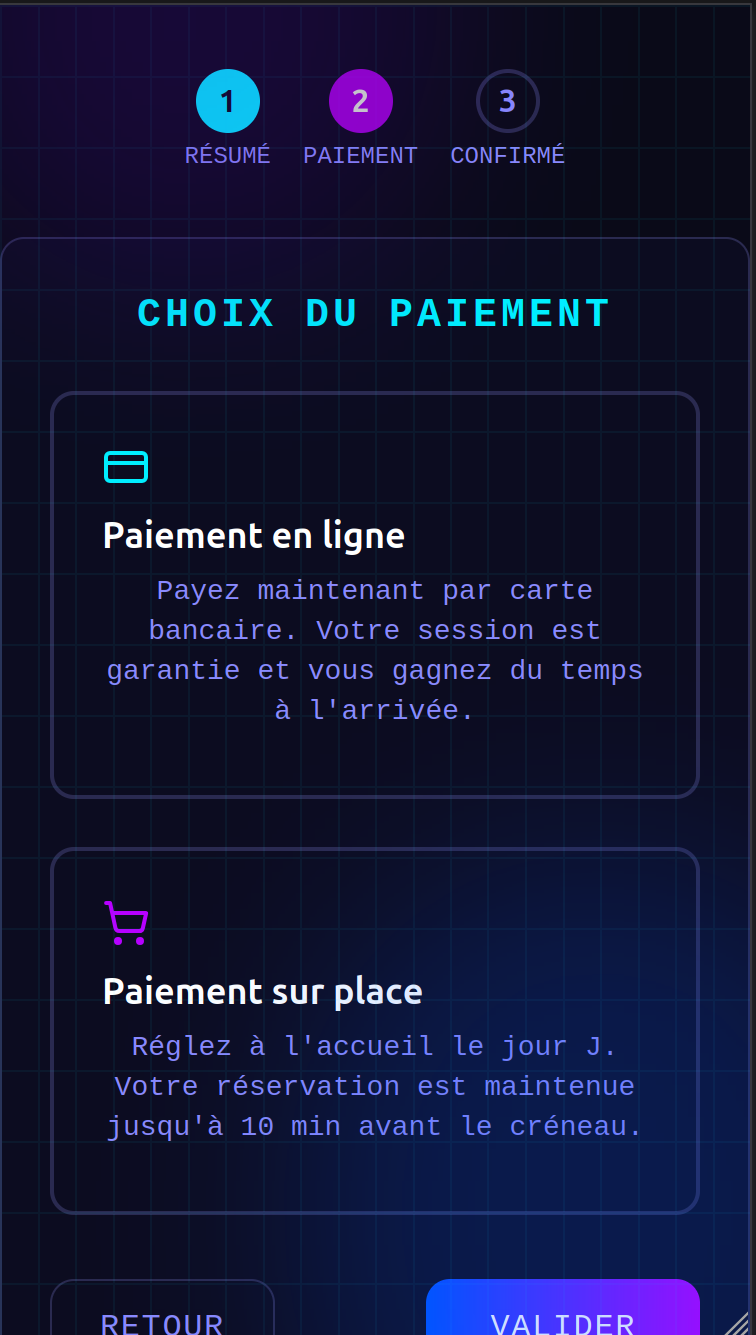 1 2 3
RÉSUMÉ PAIEMENT CONFIRMÉ
CHOIX DU PAIEMENT
Paiement en ligne
Payez maintenant par carte
bancaire. Votre session est
garantie et vous gagnez du temps
à l'arrivée.
Paiement sur place
Réglez à l'accueil le jour J.
Votre réservation est maintenue
jusqu'à 10 min avant le créneau.
RETOUR VALIDER